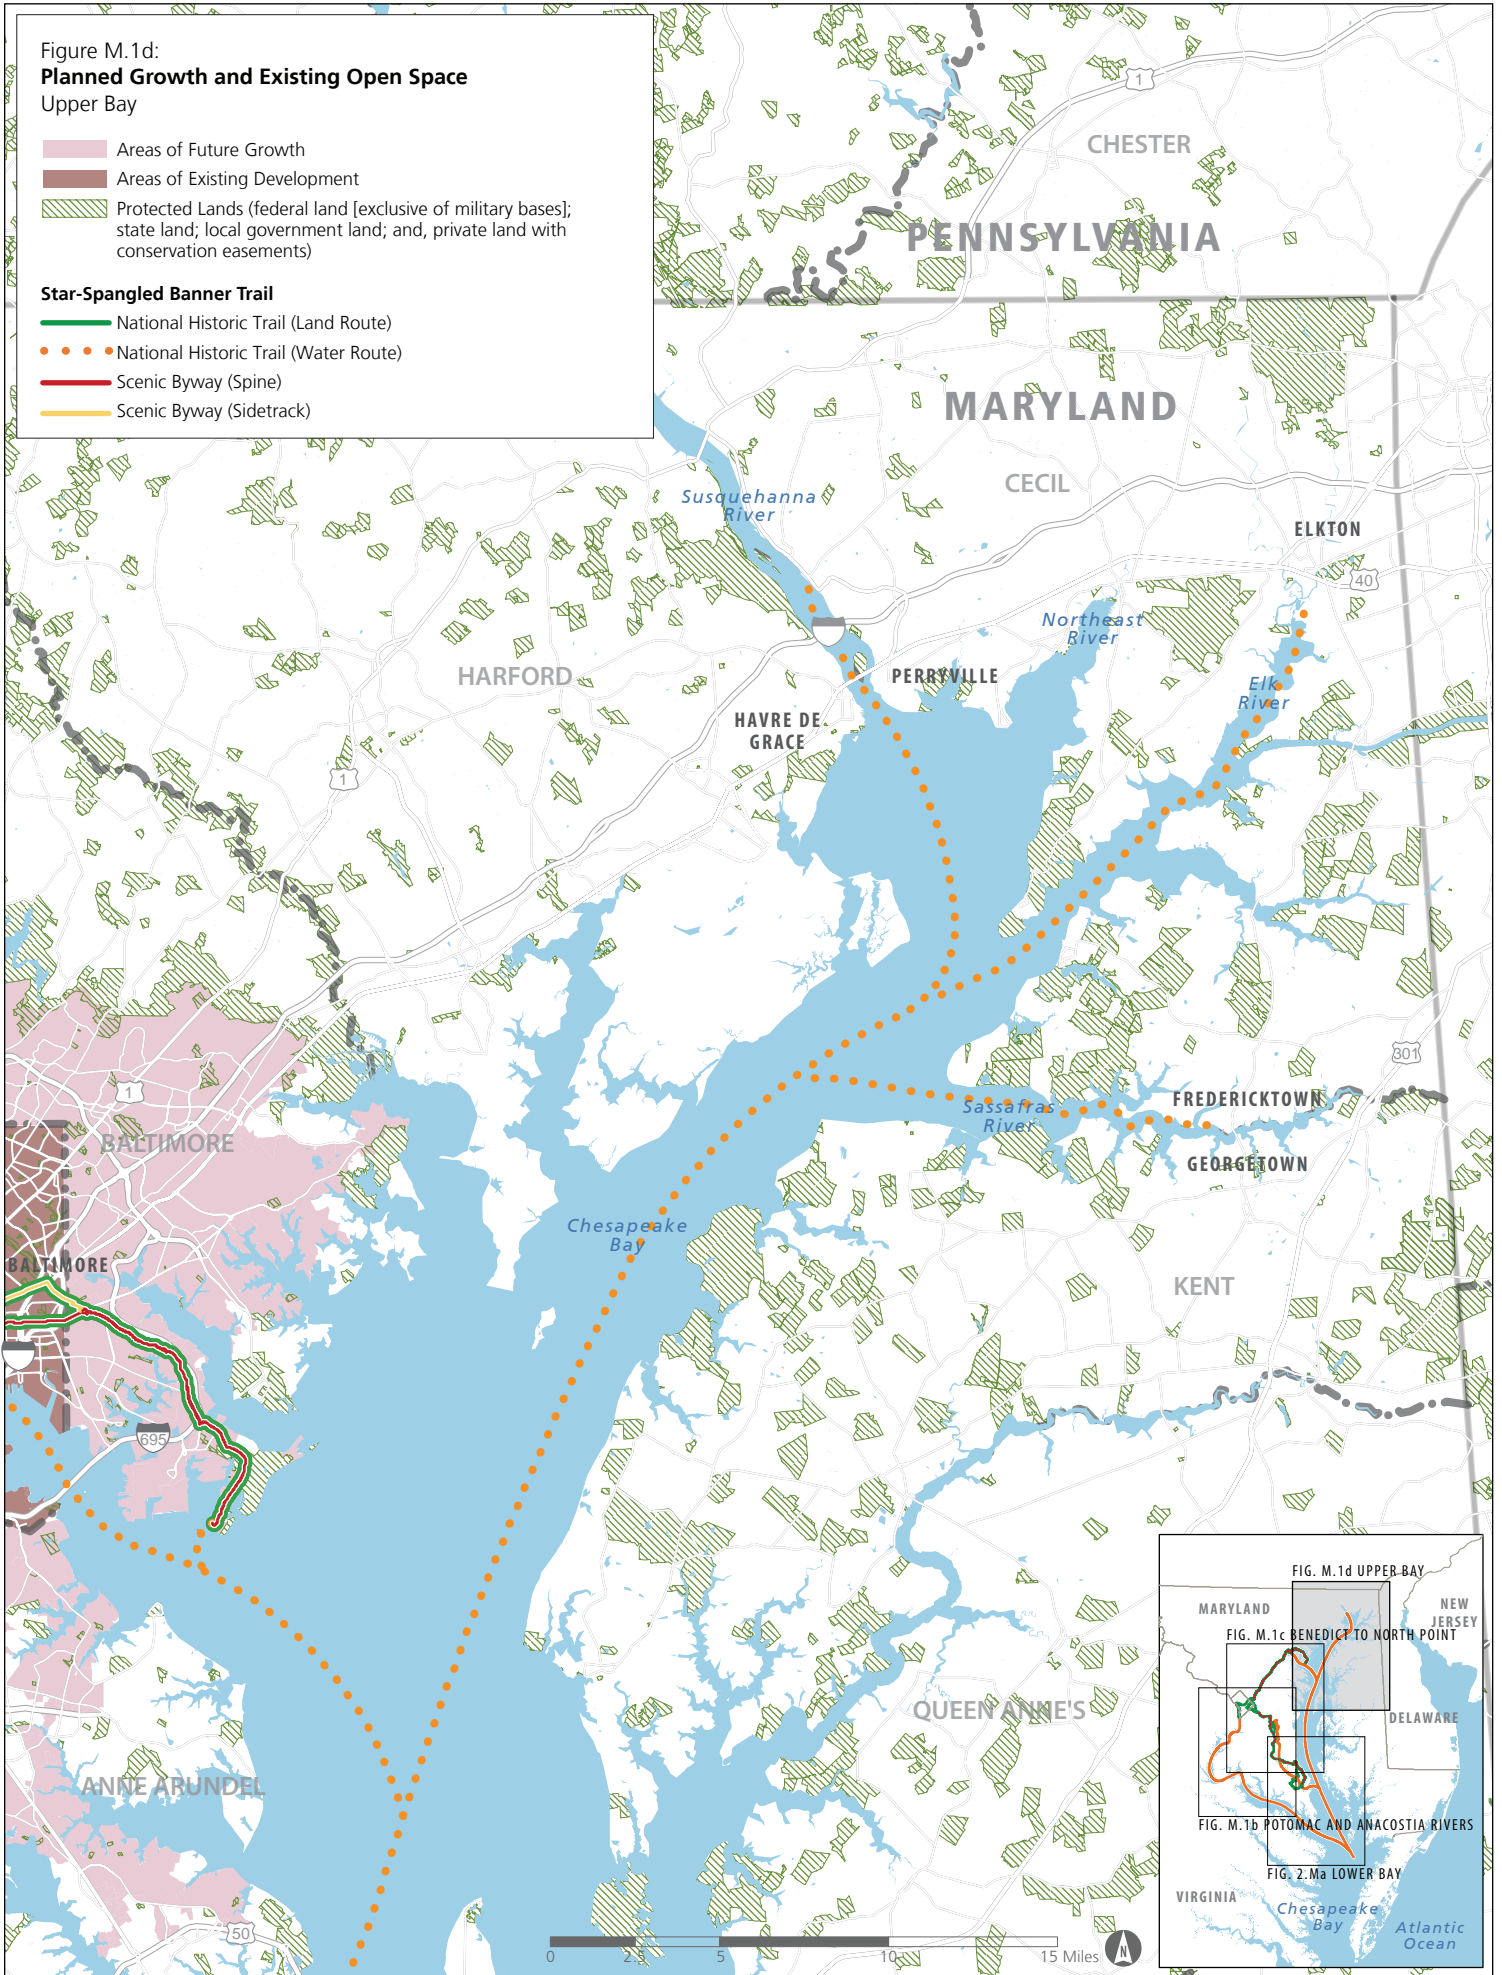 Figure M.1d:
Planned Growth and Existing Open Space
Upper Bay
Areas of Future Growth
Areas of Existing Development
Protected Lands (federal land [exclusive of military bases];
state land; local government land; and, private land with
conservation easements)
Star-Spangled Banner Trail
National Historic Trail (Land Route)
National Historic Trail (Water Route)
Scenic Byway (Spine)
Scenic Byway (Sidetrack)
1
CHESTER
PENNSYLVANIA
MARYLAND
CECIL
Susquehanna
River
ELKTON
40
Northeast
River
HARFORD
PERRYVILLE
Elk
River
HAVRE DE
GRACE
1
301
1
FREDERICKTOWN
Sassafras
River
BALTIMORE
GEORGETOWN
Chesapeake
Bay
BALTIMORE
KENT
695
QUEEN ANNE'S
ANNE ARUNDEL
50
0
2.5
5
10
15 Miles
N
FIG. M.1d UPPER BAY
MARYLAND
NEW
JERSEY
FIG. M.1c BENEDICT TO NORTH POINT
DELAWARE
FIG. M.1b POTOMAC AND ANACOSTIA RIVERS
FIG. 2.Ma LOWER BAY
VIRGINIA
Chesapeake
Bay
Atlantic
Ocean